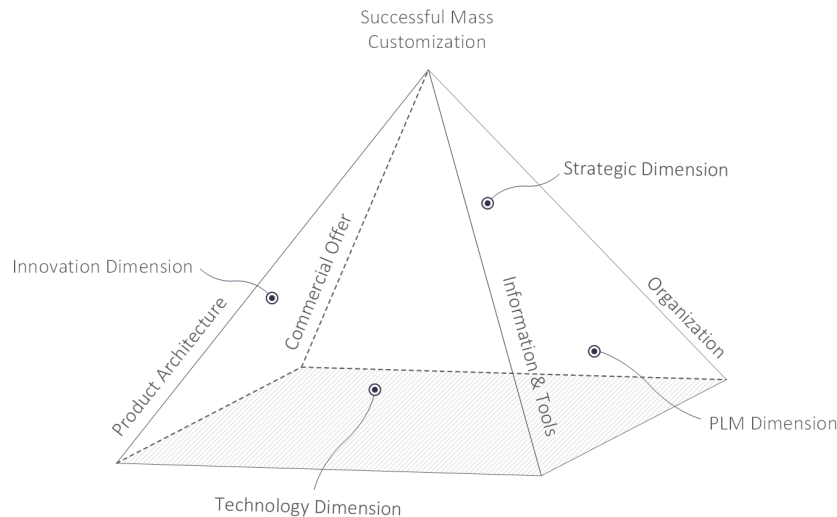 Successful Mass
Customization
Strategic Dimension
Innovation Dimension
Commercial Offer
Product Architecture
Information & Tools
Organization
PLM Dimension
Technology Dimension